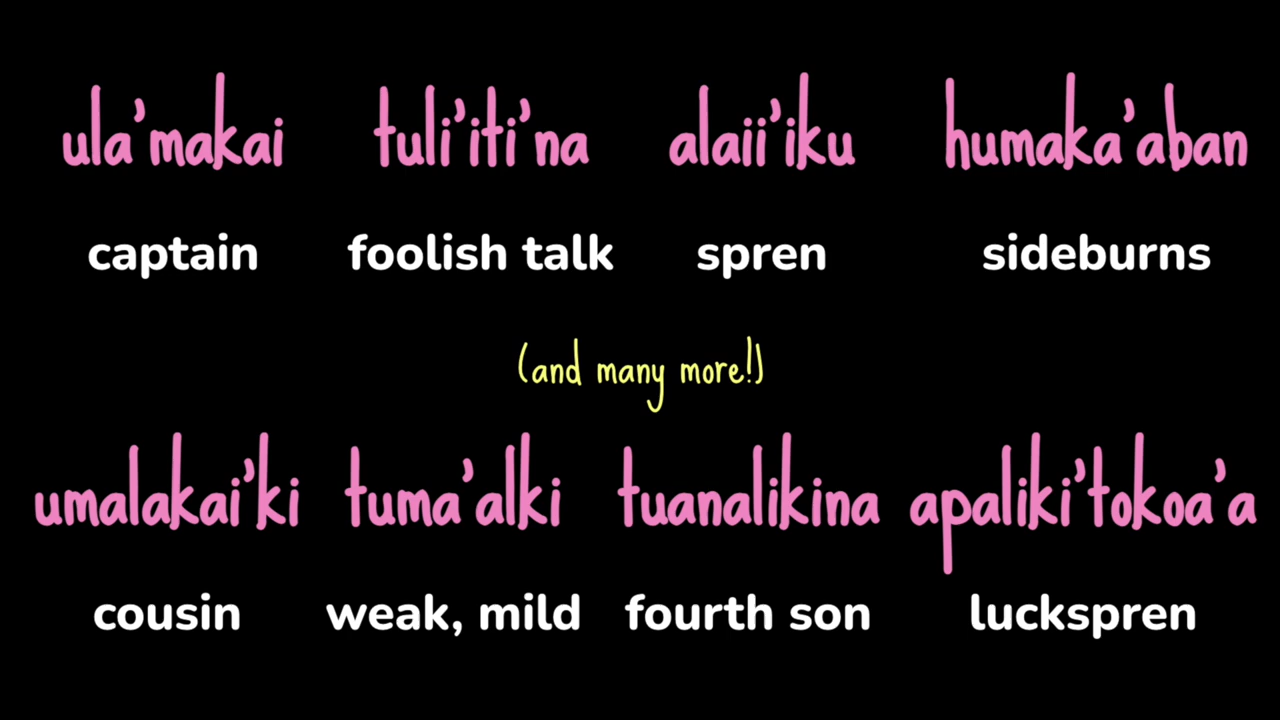 ula'makai tuli'iti'na alaii'iku humaka'aban
captain foolish talk spren sideburns
(and many more!)
umalakai'ki tuma'alki tuanalikina apaliki'tokoa'a
cousin weak, mild fourth son luckspren